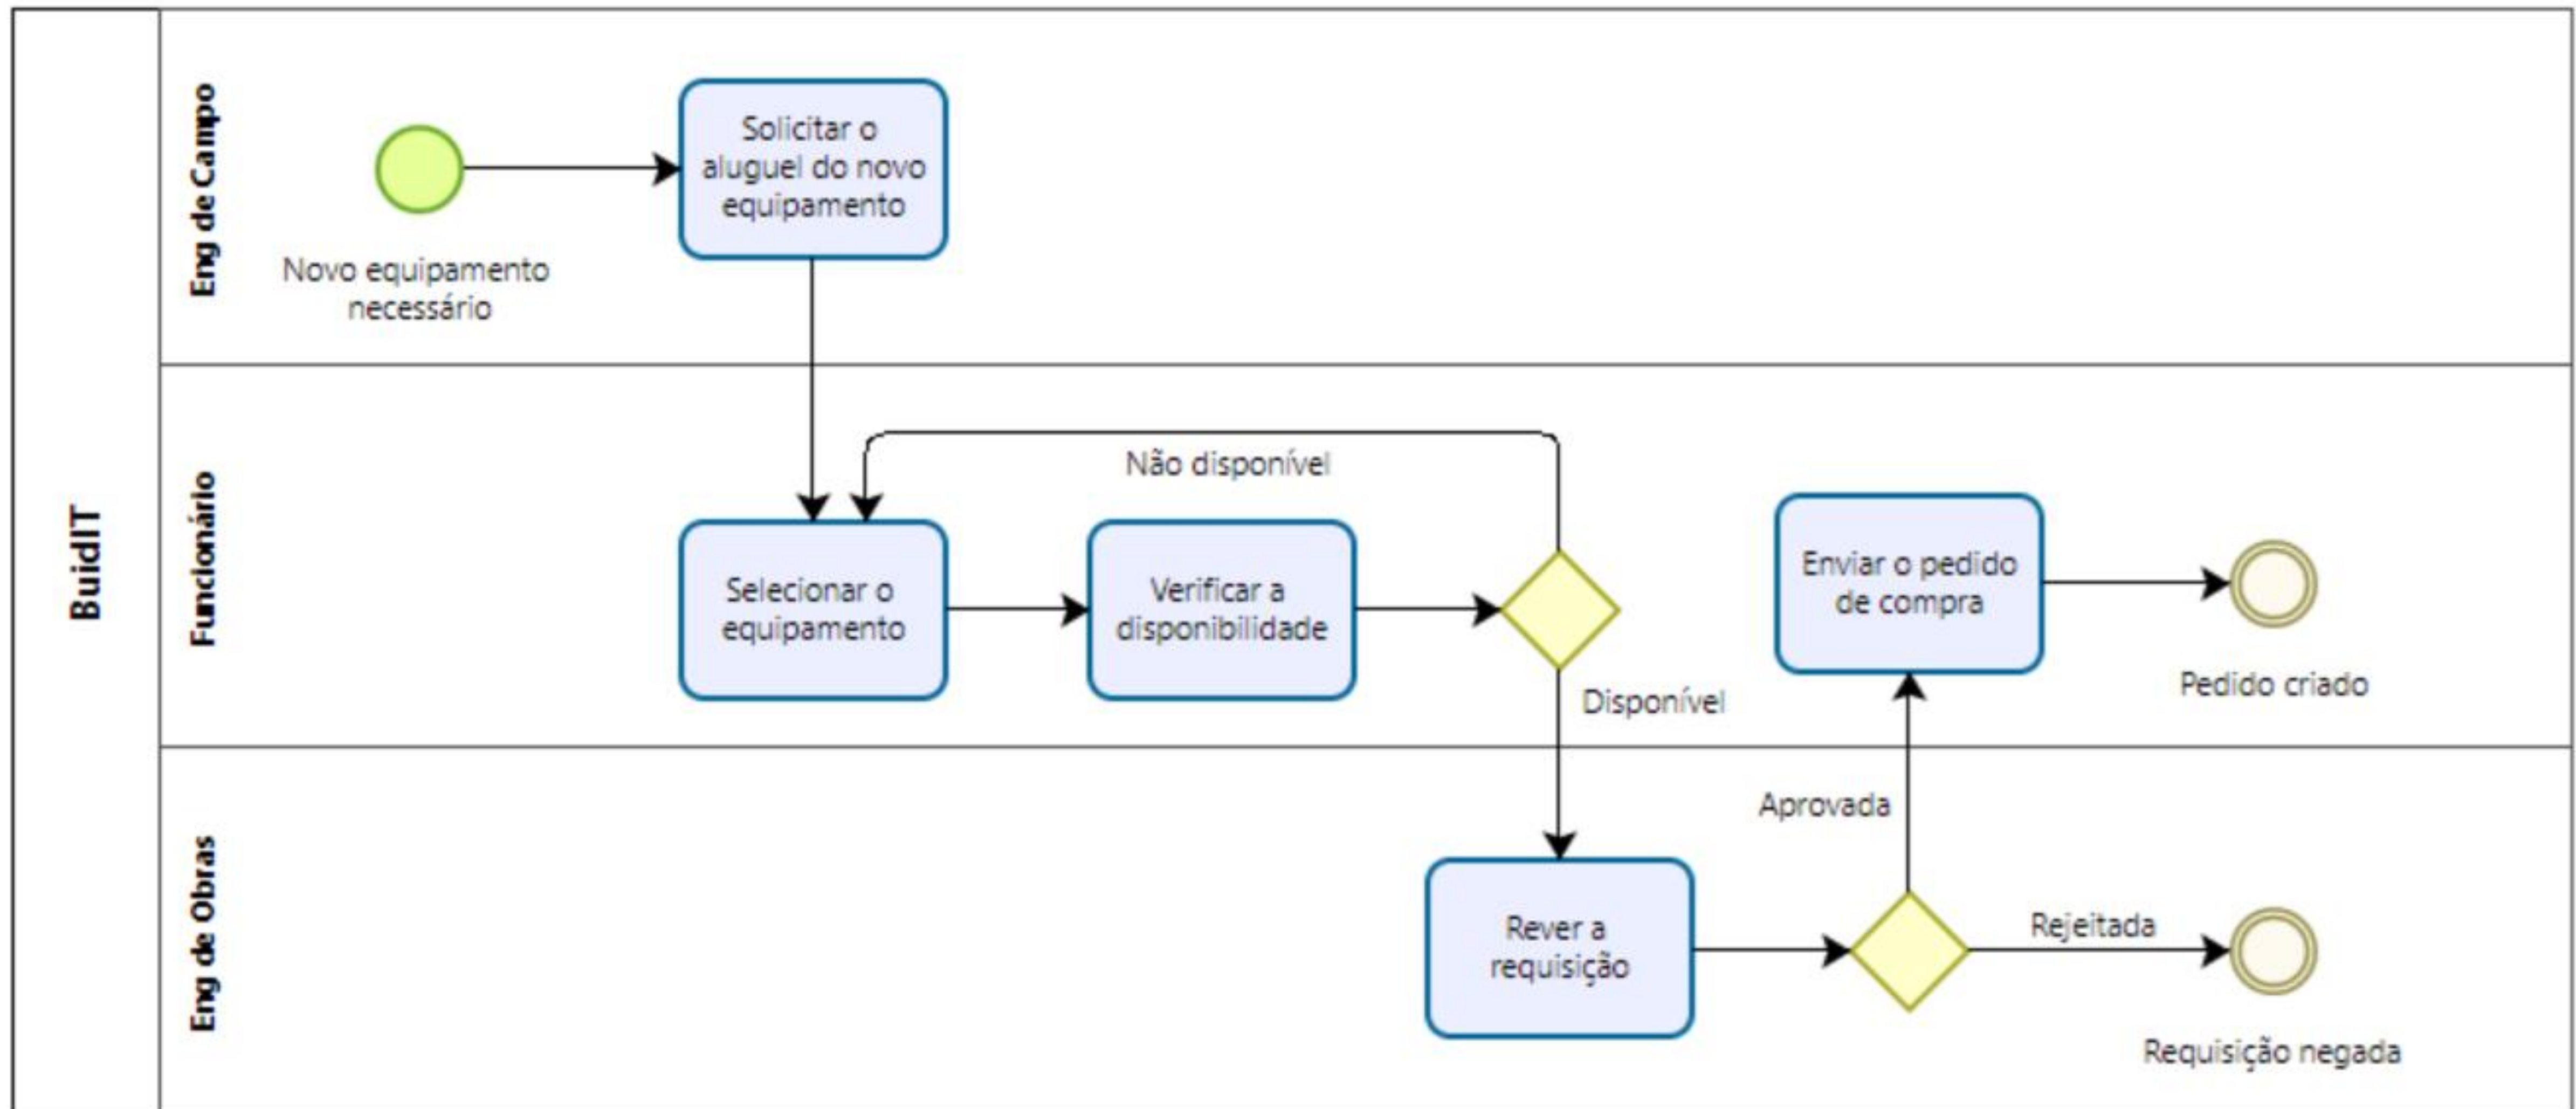 BuidIT
Eng de Campo
Novo equipamento
necessário
Solicitar o
aluguel do novo
equipamento
Funcionário
Selecionar o
equipamento
Verificar a
disponibilidade
Não disponível
Disponível
Enviar o pedido
de compra
Pedido criado
Eng de Obras
Rever a
requisição
Aprovada
Rejeitada
Requisição negada